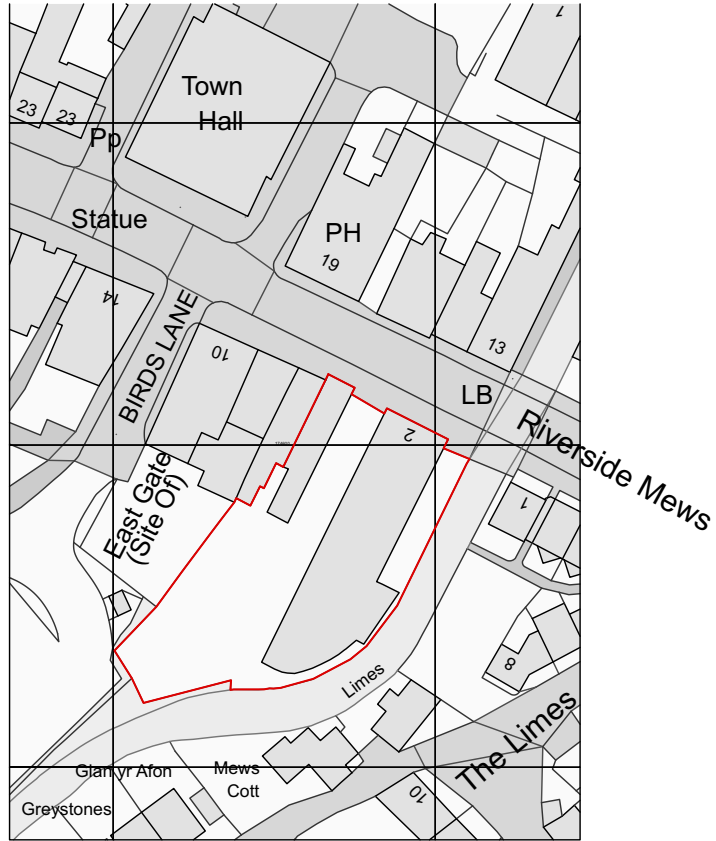 1
Town
Hall
23
23
Pp
Statue
PH
19
14
BIRDS LANE
10
13
LB
2
Riverside Mews
East Gate
(Site Of)
1
8
Limes
The Limes
Glan yr Afon
Mews
Cott
10
Greystones